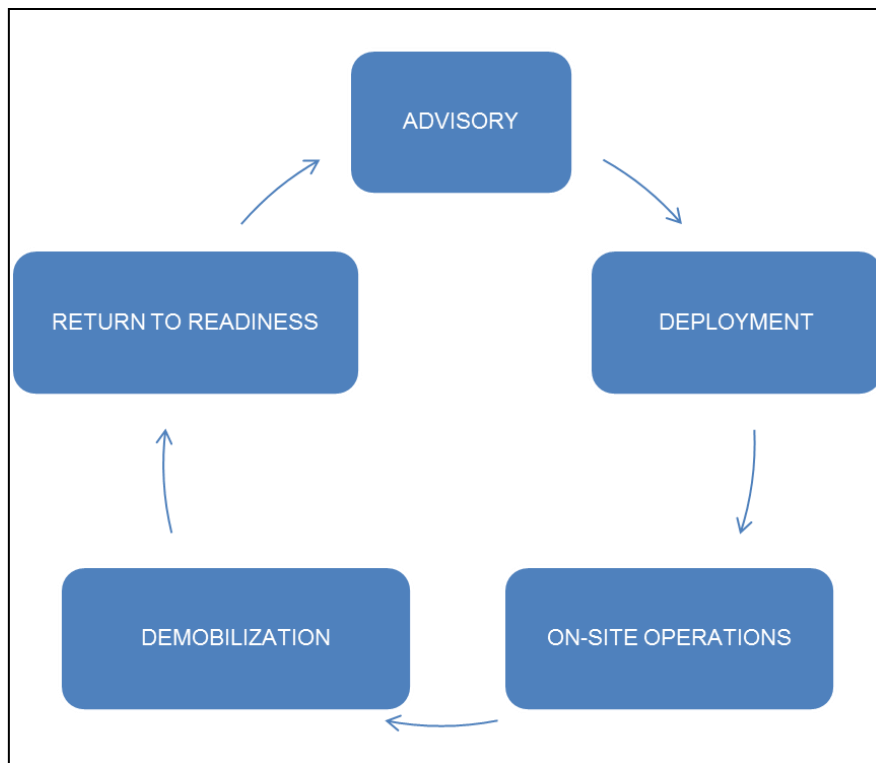 ADVISORY
DEPLOYMENT
ON-SITE OPERATIONS
DEMOBILIZATION
RETURN TO READINESS